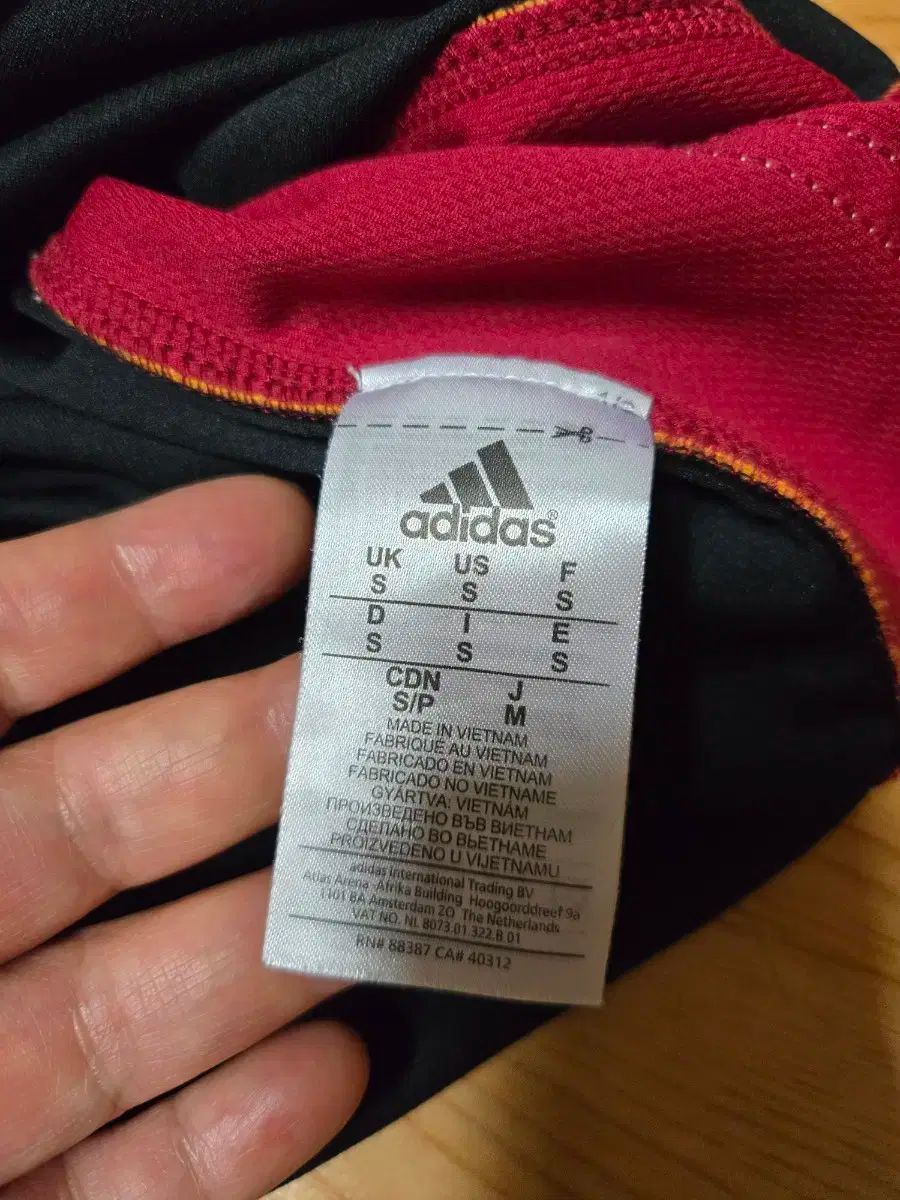 adidas®
UK US F
S S S
D I E
S S S
CDN J
S/P M
MADE IN VIETNAM
FABRIQUÉ AU VIETNAM
FABRICADO EN VIETNAM
FABRICADO NO VIETNAME
GYÁRTVA: VIETNÁM
ПРОИЗВЕДЕНО ВЪВ ВИЕТНАМ
СДЕЛАНО ВО ВЬЕТНАМЕ
PROIZVEDENO U VIJETNAMU
adidas International Trading BV
Atlas Arena -Afrika Building Hoogoorddreef 9a
1101 BA Amsterdam ZO The Netherlands
VAT NO. NL 8073.01.322.B.01
RN# 88387 CA# 40312